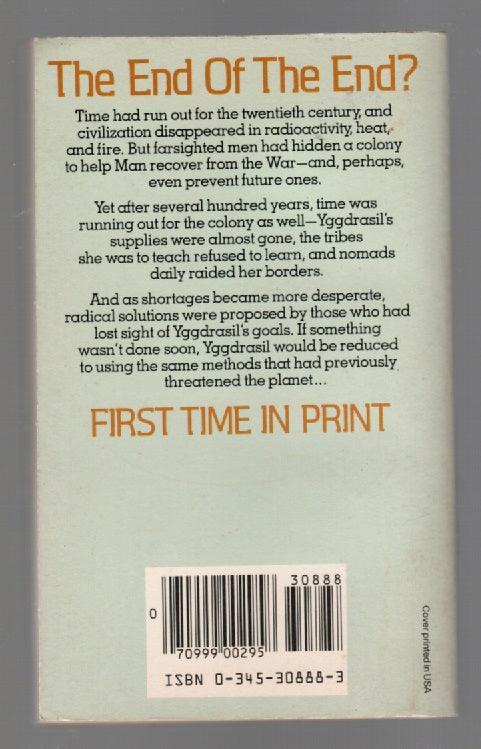 The End Of The End?
Time had run out for the twentieth century, and
civilization disappeared in radioactivity, heat,
and fire. But farsighted men had hidden a colony
to help Man recover from the War—and, perhaps,
even prevent future ones.
Yet after several hundred years, time was
running out for the colony as well—Yggdrasil's
supplies were almost gone, the tribes
she was to teach refused to learn, and nomads
daily raided her borders.
And as shortages became more desperate,
radical solutions were proposed by those who had
lost sight of Yggdrasil's goals. If something
wasn't done soon, Yggdrasil would be reduced
to using the same methods that had previously
threatened the planet...
FIRST TIME IN PRINT
30888
0
70999 00295
ISBN 0-345-30888-3
Cover printed in USA